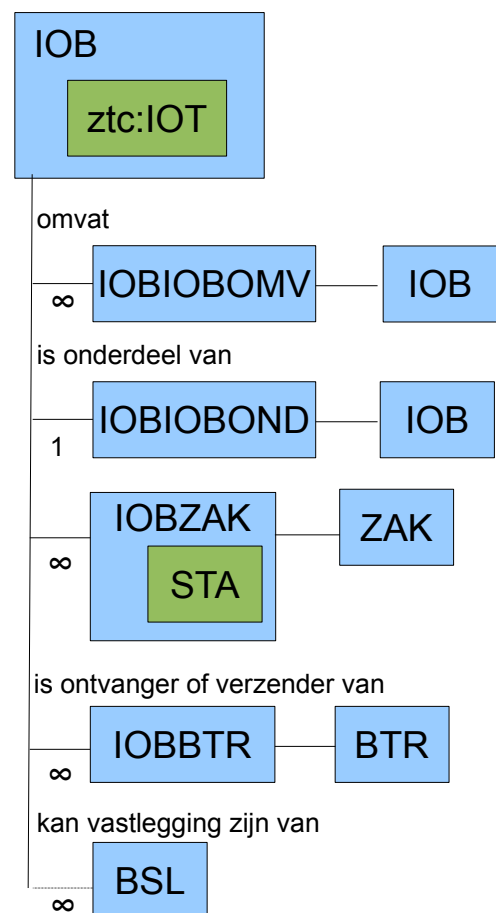 IOB
ztc:IOT
omvat
∞ IOBIOBOMV IOB
is onderdeel van
1 IOBIOBOND IOB
∞ IOBZAK ZAK
STA
is ontvanger of verzender van
∞ IOBBTR BTR
kan vastlegging zijn van
∞ BSL